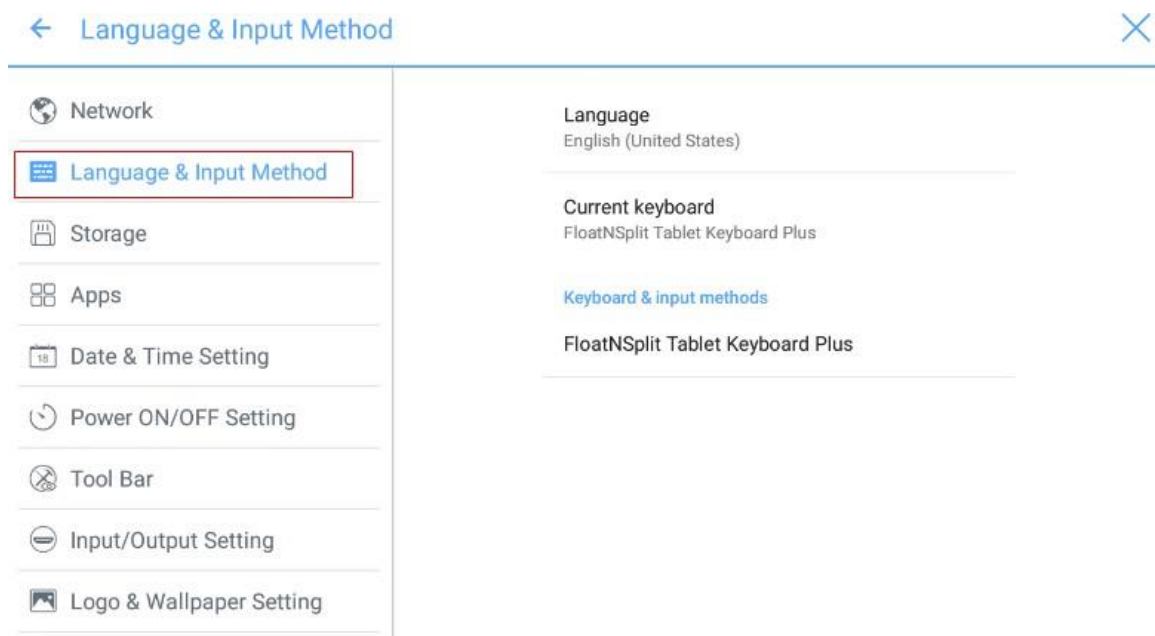 Language & Input Method
Network
Language & Input Method
Storage
Apps
18
Date & Time Setting
Power ON/OFF Setting
Tool Bar
Input/Output Setting
Logo & Wallpaper Setting
Language
English (United States)
Current keyboard
FloatNSplit Tablet Keyboard Plus
Keyboard & input methods
FloatNSplit Tablet Keyboard Plus